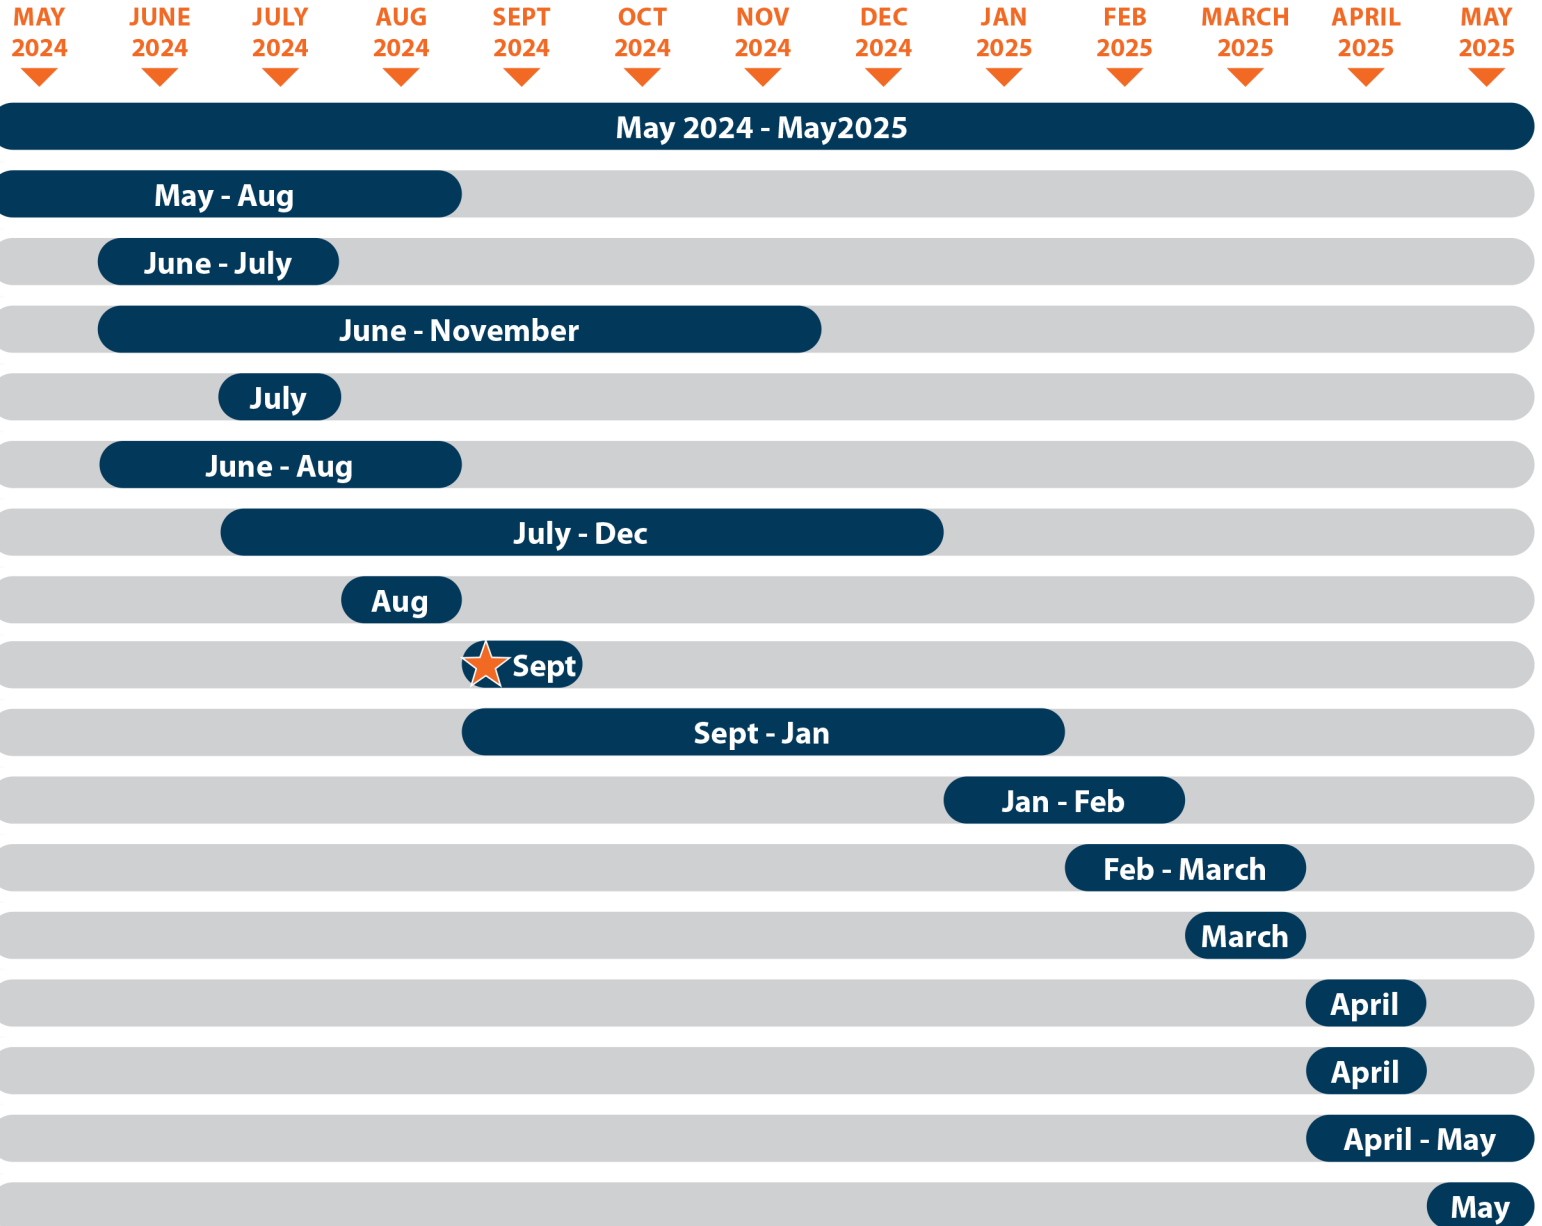 MAY JUNE JULY AUG SEPT OCT NOV DEC JAN FEB MARCH APRIL MAY
2024 2024 2024 2024 2024 2024 2024 2024 2025 2025 2025 2025 2025
May 2024 - May2025
May - Aug
June - July
June - November
July
June - Aug
July - Dec
Aug
Sept
Sept - Jan
Jan - Feb
Feb - March
March
April
April
April - May
May